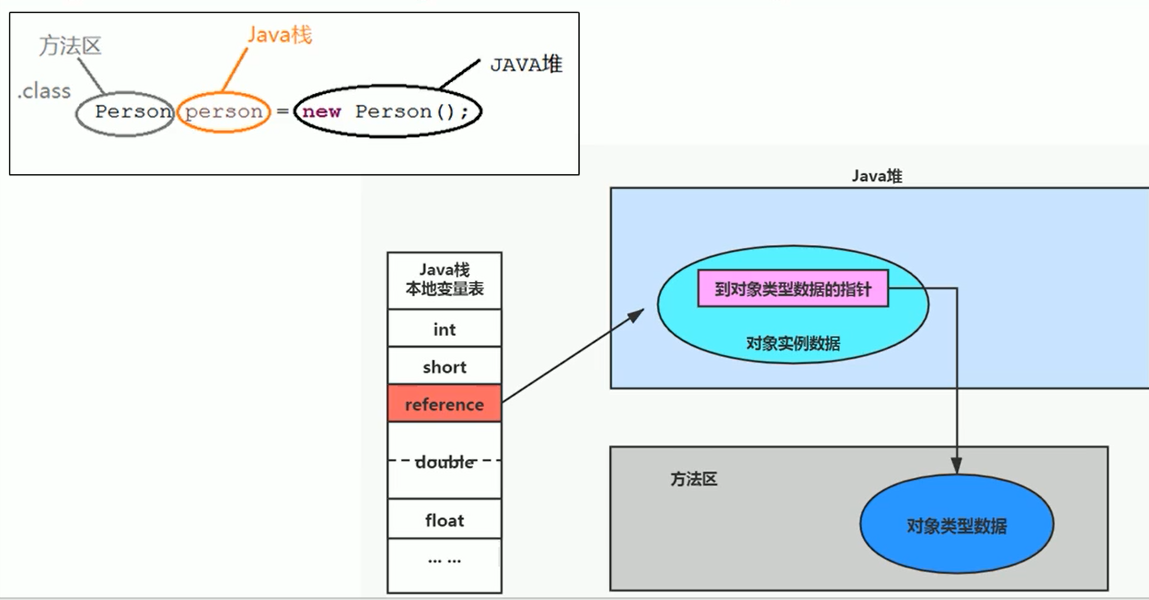 方法区
Java栈
JAVA堆
.class
Person person = new Person();
Java堆
Java栈
本地变量表
int
short
reference
double
float
... ...
到对象类型数据的指针
对象实例数据
方法区
对象类型数据